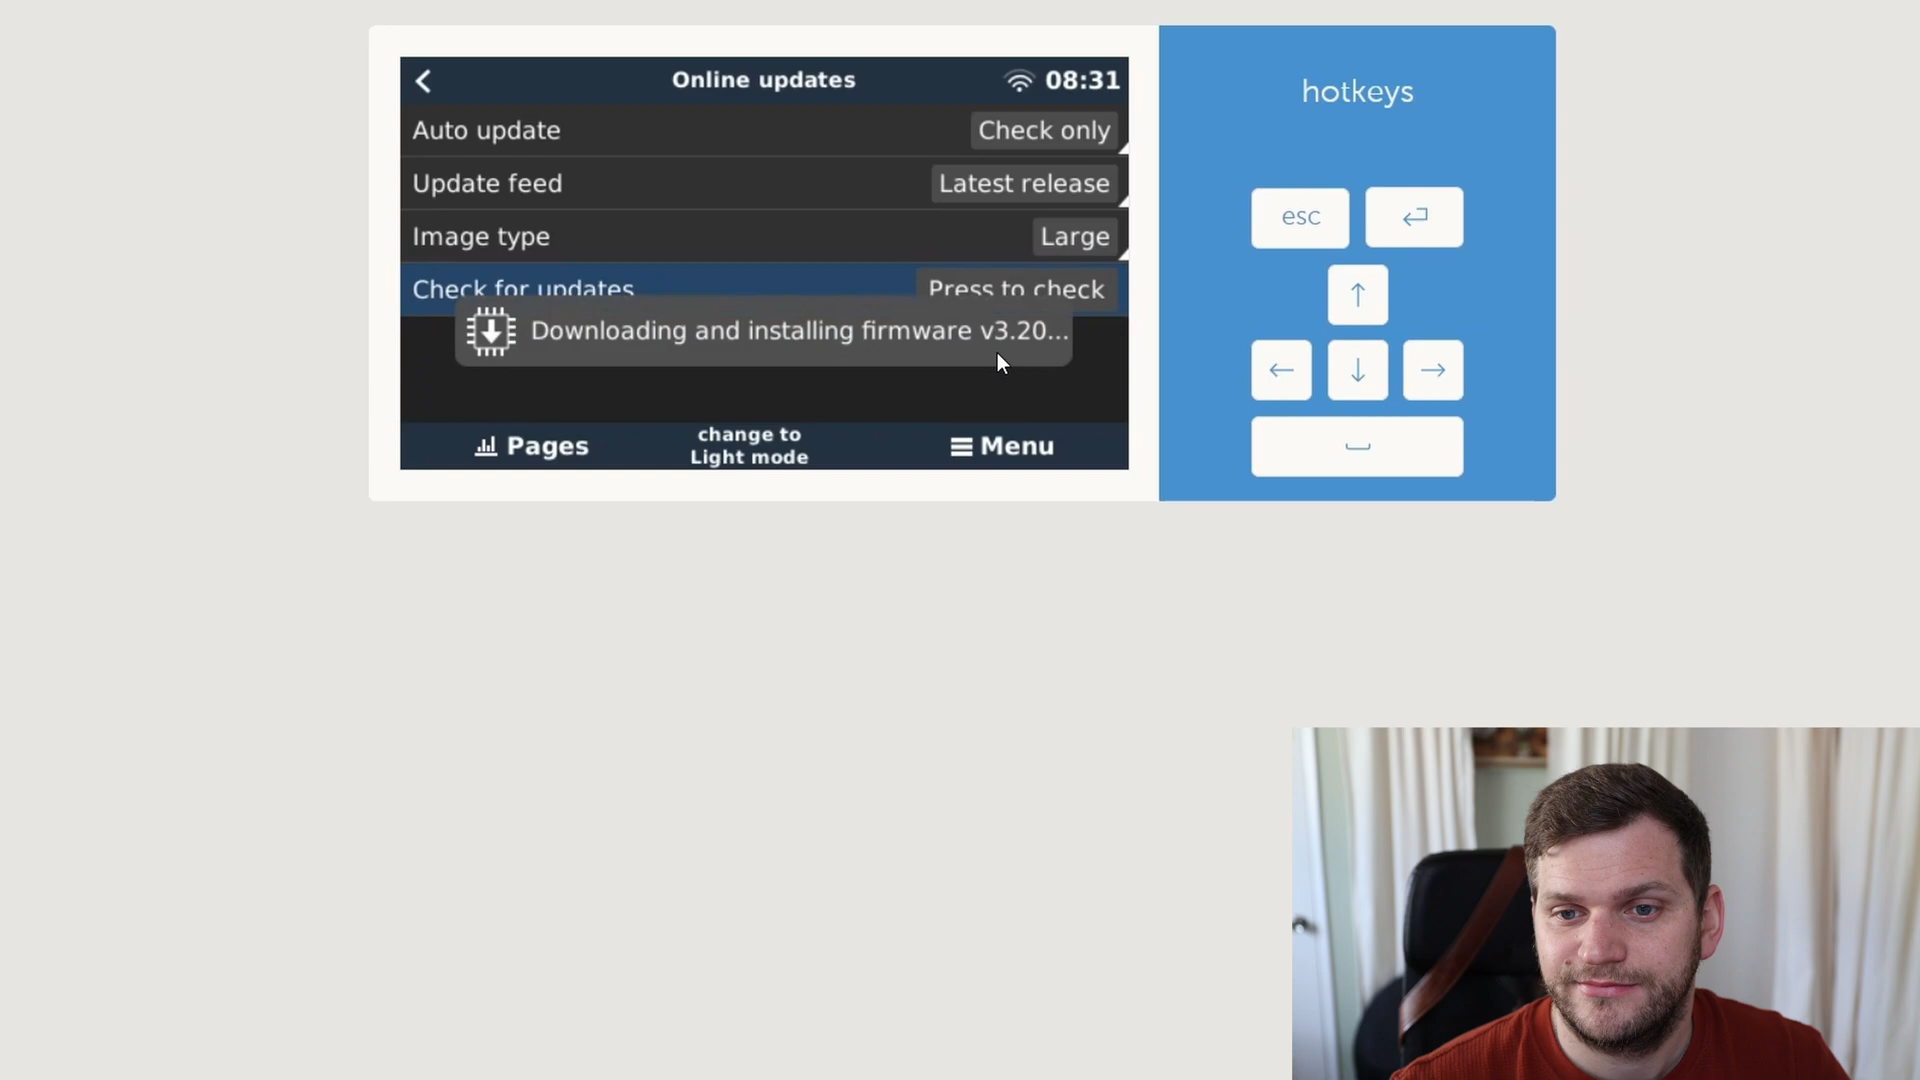 Online updates 08:31
Auto update Check only
Update feed Latest release
Image type Large
Check for updates Press to check
Downloading and installing firmware v3.20...
Pages change to Light mode Menu
hotkeys
esc